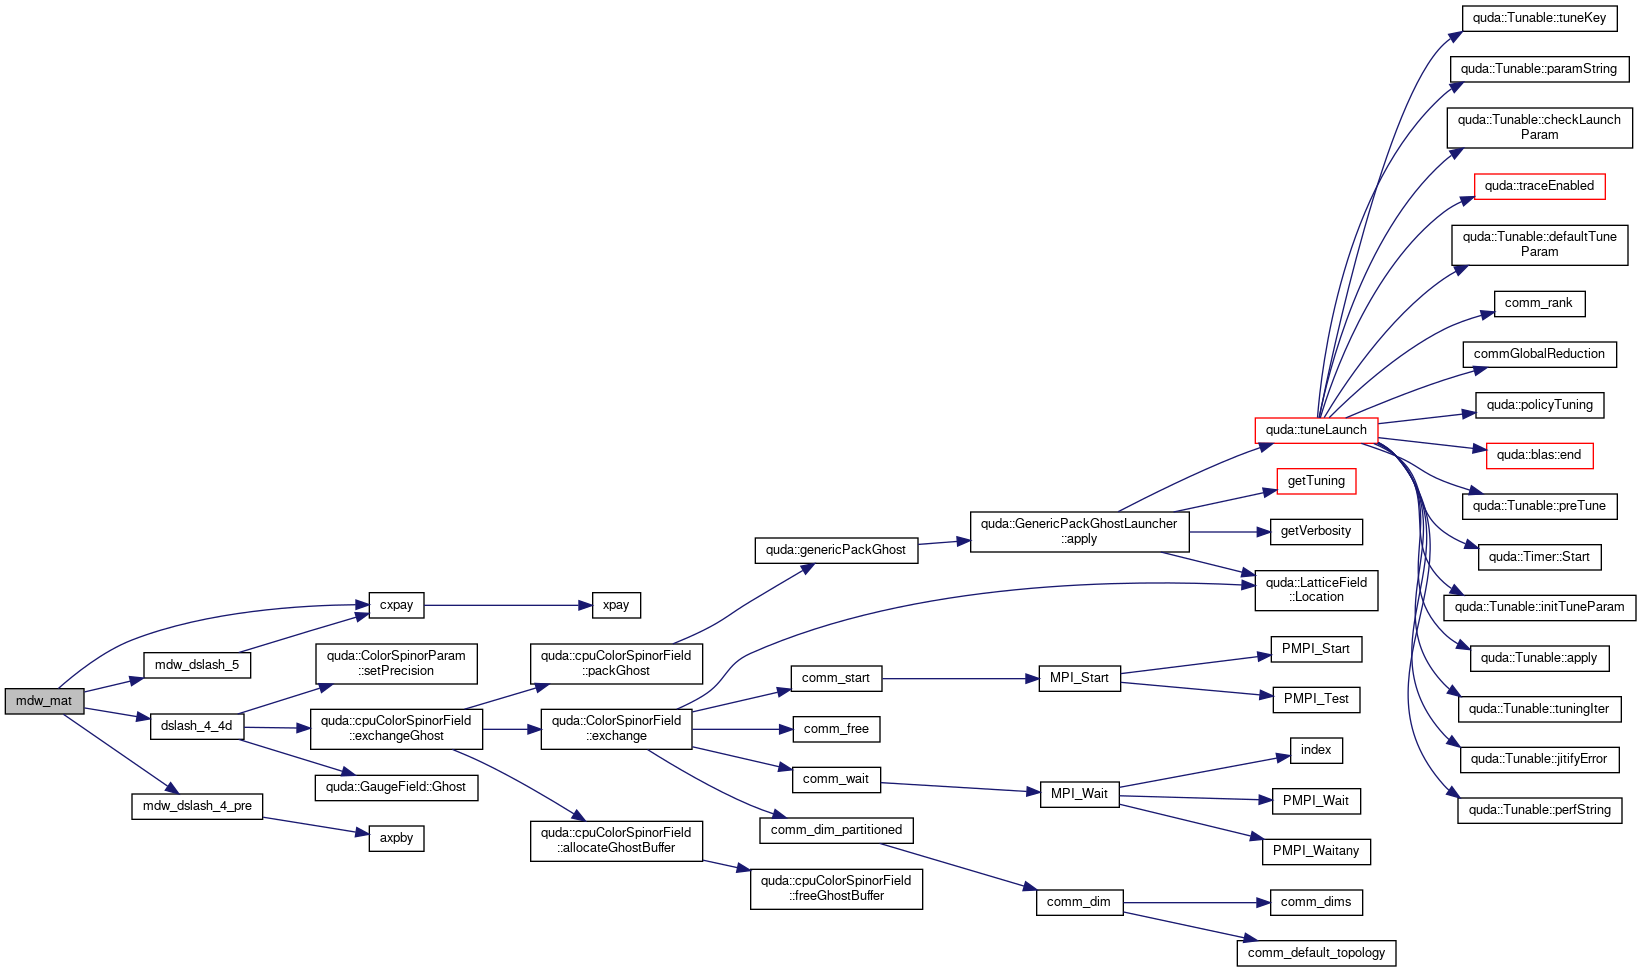 mdw_mat
cxpay
mdw_dslash_5
dslash_4_4d
mdw_dslash_4_pre
xpay
quda::ColorSpinorParam
::setPrecision
quda::cpuColorSpinorField
::exchangeGhost
quda::GaugeField::Ghost
axpby
quda::cpuColorSpinorField
::packGhost
quda::ColorSpinorField
::exchange
quda::cpuColorSpinorField
::allocateGhostBuffer
quda::genericPackGhost
comm_start
comm_free
comm_wait
comm_dim_partitioned
quda::cpuColorSpinorField
::freeGhostBuffer
quda::GenericPackGhostLauncher
::apply
MPI_Start
MPI_Wait
comm_dim
quda::tuneLaunch
getTuning
getVerbosity
quda::LatticeField
::Location
PMPI_Start
PMPI_Test
index
PMPI_Wait
PMPI_Waitany
comm_dims
comm_default_topology
quda::Tunable::tuneKey
quda::Tunable::paramString
quda::Tunable::checkLaunch
Param
quda::traceEnabled
quda::Tunable::defaultTune
Param
comm_rank
commGlobalReduction
quda::policyTuning
quda::blas::end
quda::Tunable::preTune
quda::Timer::Start
quda::Tunable::initTuneParam
quda::Tunable::apply
quda::Tunable::tuningIter
quda::Tunable::jitifyError
quda::Tunable::perfString